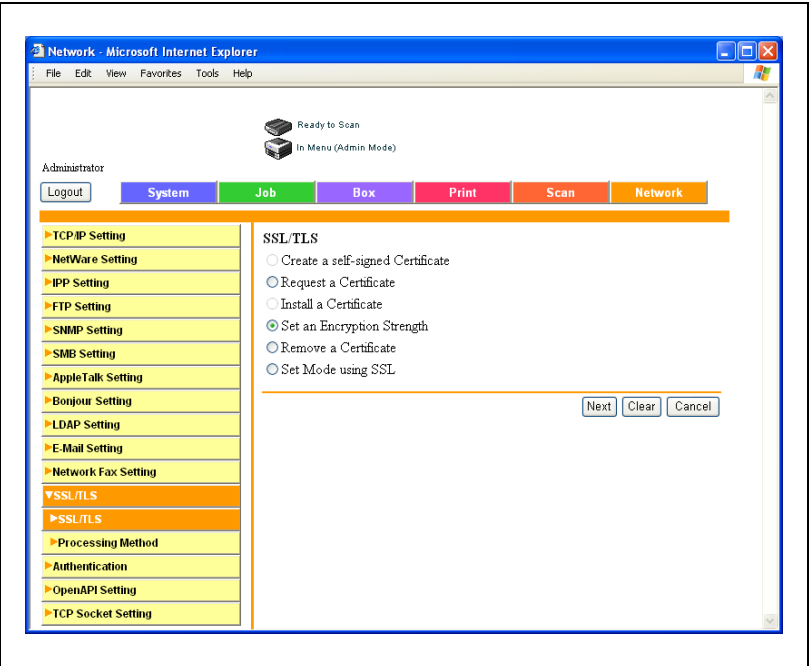 Network - Microsoft Internet Explorer
File Edit View Favorites Tools Help
Ready to Scan
In Menu (Admin Mode)
Administrator
Logout System Job Box Print Scan Network
TCP/IP Setting
NetWare Setting
IPP Setting
FTP Setting
SNMP Setting
SMB Setting
AppleTalk Setting
Bonjour Setting
LDAP Setting
E-Mail Setting
Network Fax Setting
SSL/TLS
SSL/TLS
Processing Method
Authentication
OpenAPI Setting
TCP Socket Setting
SSL/TLS
Create a self-signed Certificate
Request a Certificate
Install a Certificate
Set an Encryption Strength
Remove a Certificate
Set Mode using SSL
Next Clear Cancel